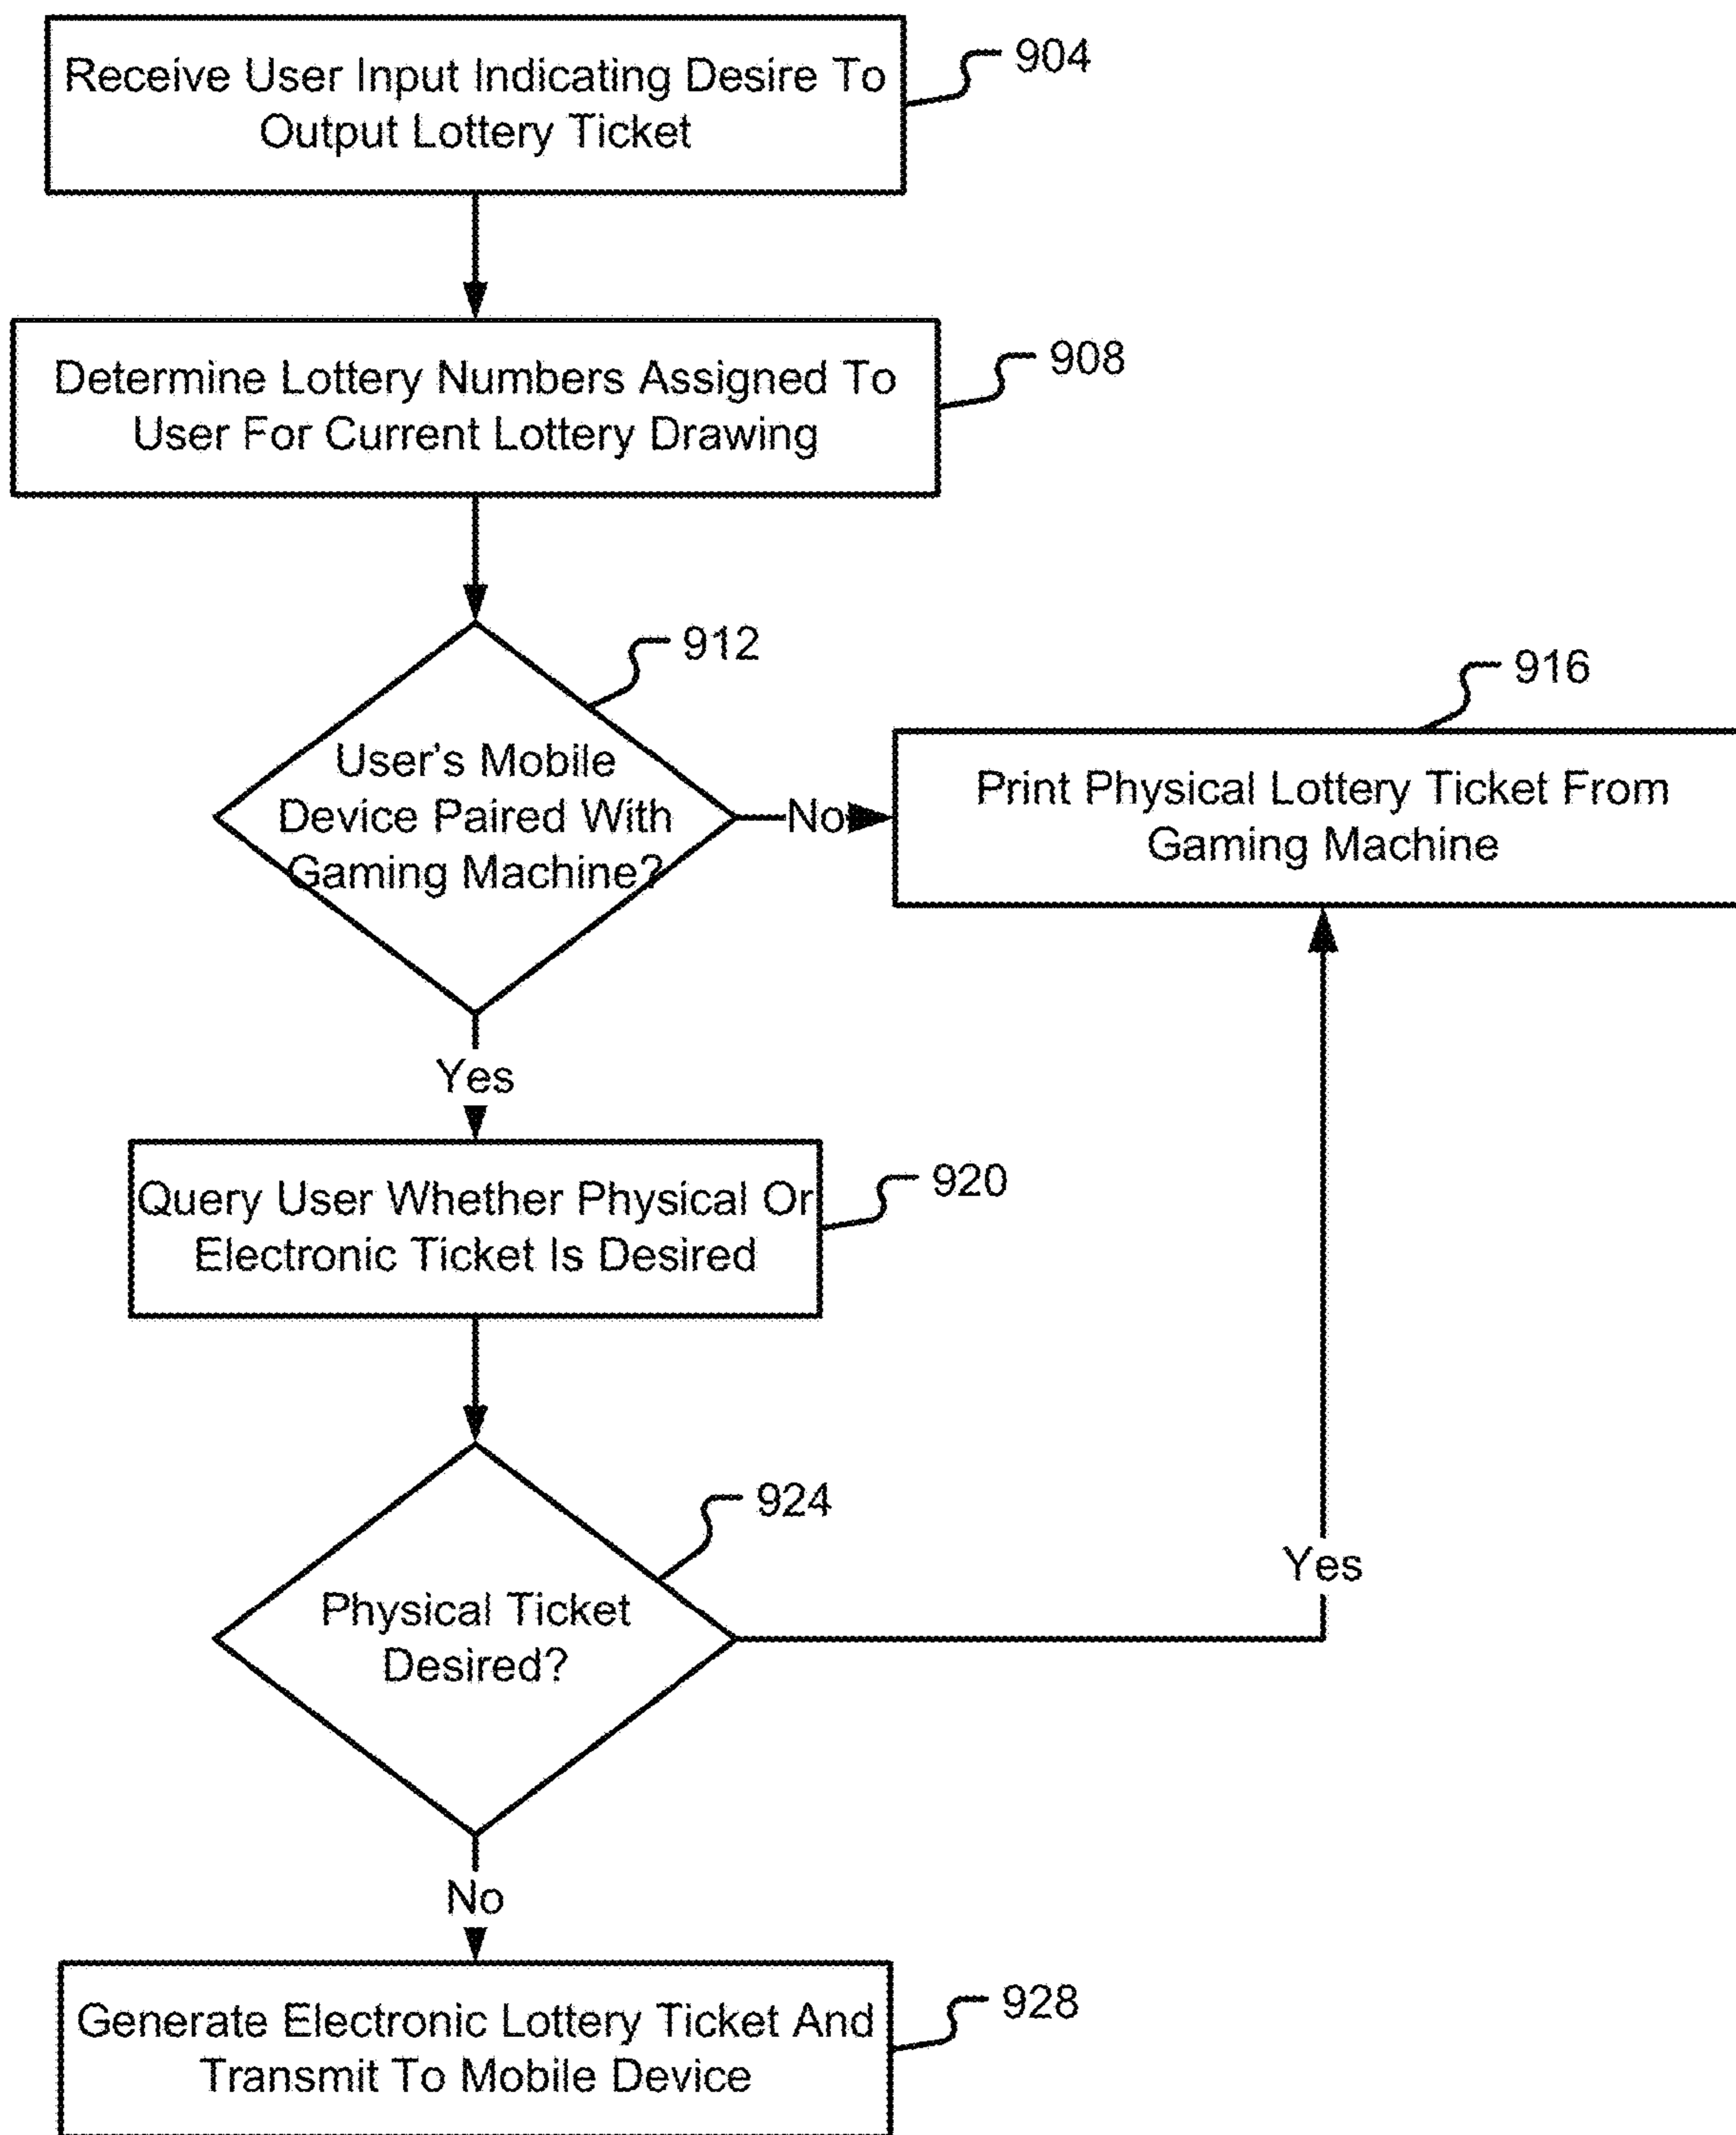 Receive User Input Indicating Desire To
Output Lottery Ticket
904
Determine Lottery Numbers Assigned To
User For Current Lottery Drawing
908
912
User's Mobile
Device Paired With
Gaming Machine?
No
916
Print Physical Lottery Ticket From
Gaming Machine
Yes
Query User Whether Physical Or
Electronic Ticket Is Desired
920
924
Physical Ticket
Desired?
Yes
No
Generate Electronic Lottery Ticket And
Transmit To Mobile Device
928